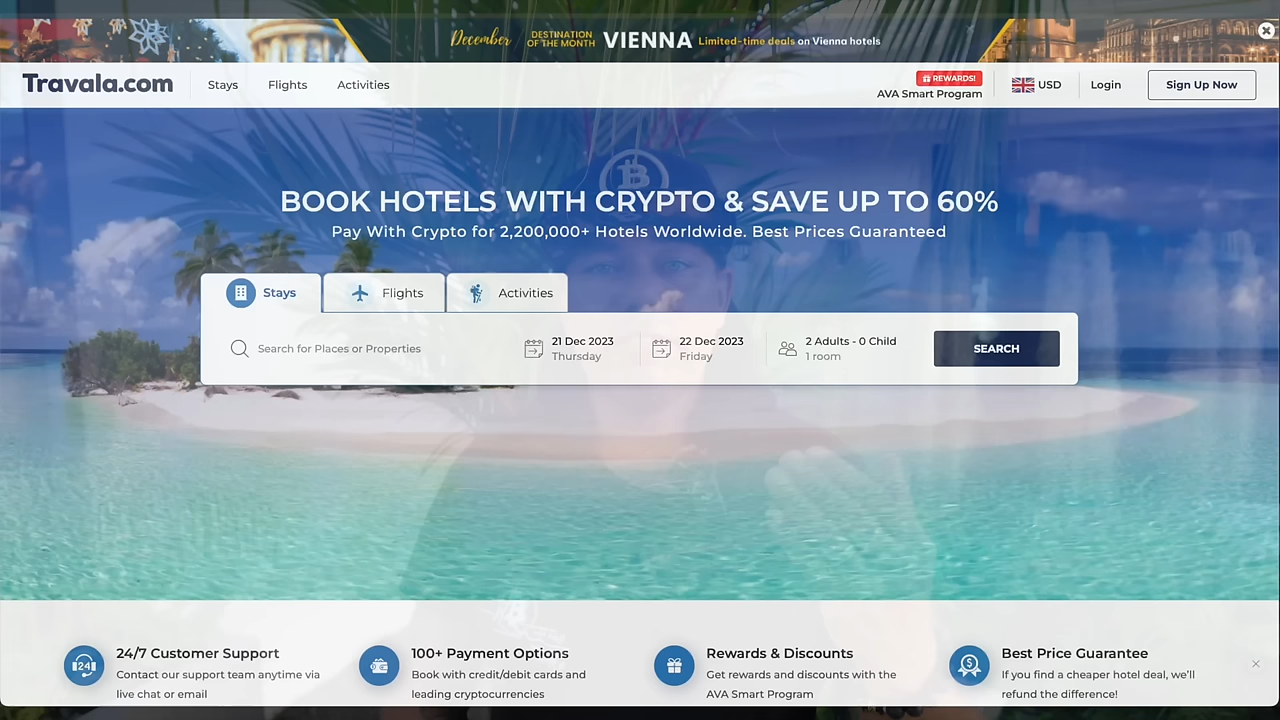 December
DESTINATION
OF THE MONTH
VIENNA
Limited-time deals on Vienna hotels
Travala.com
Stays
Flights
Activities
REWARDS!
AVA Smart Program
USD
Login
Sign Up Now
BOOK HOTELS WITH CRYPTO & SAVE UP TO 60%
Pay With Crypto for 2,200,000+ Hotels Worldwide. Best Prices Guaranteed
Stays
Flights
Activities
Search for Places or Properties
21 Dec 2023
Thursday
22 Dec 2023
Friday
2 Adults - 0 Child
1 room
SEARCH
24
24/7 Customer Support
Contact our support team anytime via
live chat or email
100+ Payment Options
Book with credit/debit cards and
leading cryptocurrencies
Rewards & Discounts
Get rewards and discounts with the
AVA Smart Program
Best Price Guarantee
If you find a cheaper hotel deal, we’ll
refund the difference!